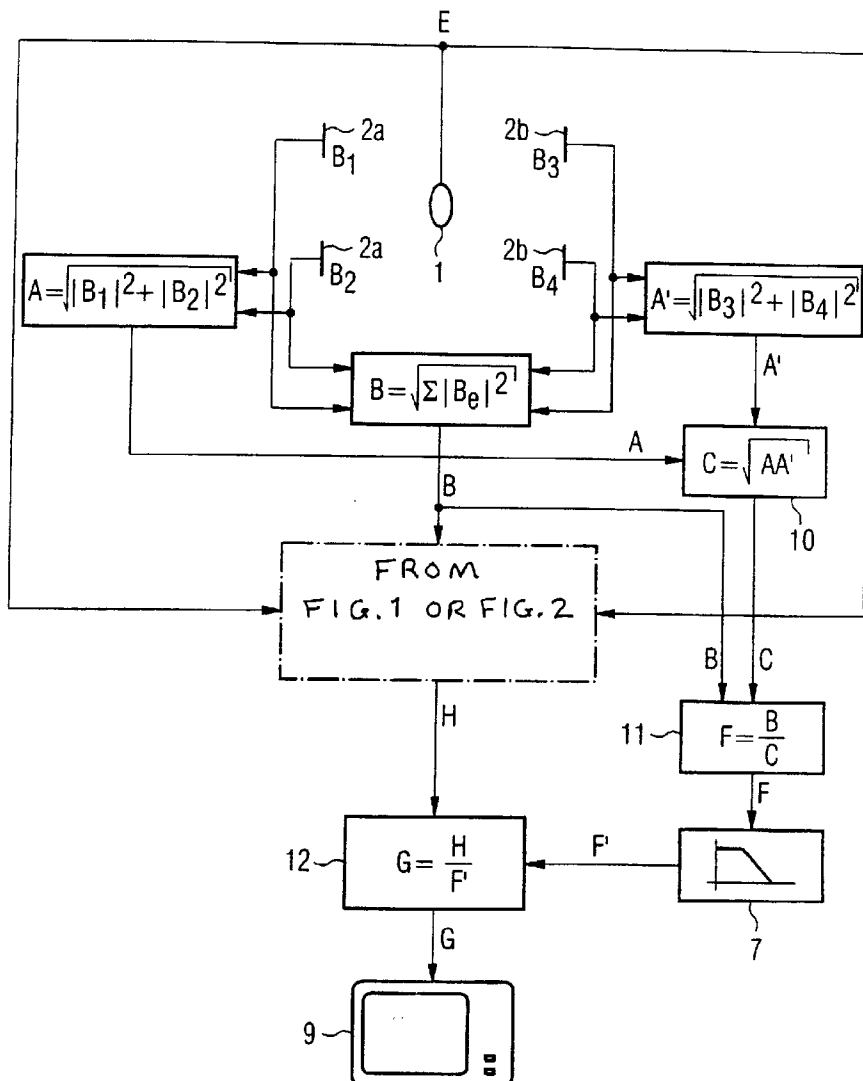 E
2a
B1
2b
B3
1
2a
B2
2b
B4
A=√|B1|²+|B2|²
A'=√|B3|²+|B4|²
B=√Σ|Be|²
A'
A
C=√AA'
10
B
FROM
FIG.1 OR FIG.2
B
C
H
11
F=B/C
F
12
G=H/F'
F'
7
G
9